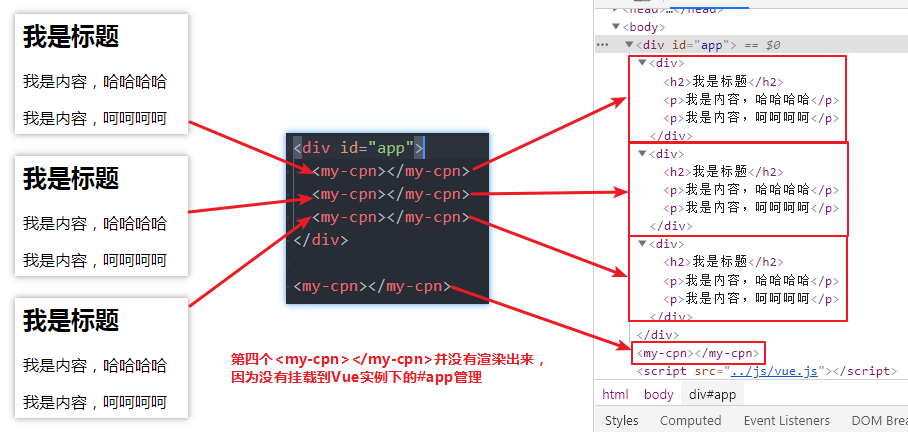 我是标题
我是内容，哈哈哈哈
我是内容，呵呵呵呵
我是标题
我是内容，哈哈哈哈
我是内容，呵呵呵呵
我是标题
我是内容，哈哈哈哈
我是内容，呵呵呵呵
<div id="app">
<my-cpn></my-cpn>
<my-cpn></my-cpn>
<my-cpn></my-cpn>
</div>
<my-cpn></my-cpn>
第四个<my-cpn></my-cpn>并没有渲染出来，
因为没有挂载到Vue实例下的#app管理
<head>…</head>
<body>
<div id="app"> == $0
<div>
<h2>我是标题</h2>
<p>我是内容，哈哈哈哈</p>
<p>我是内容，呵呵呵呵</p>
</div>
<div>
<h2>我是标题</h2>
<p>我是内容，哈哈哈哈</p>
<p>我是内容，呵呵呵呵</p>
</div>
<div>
<h2>我是标题</h2>
<p>我是内容，哈哈哈哈</p>
<p>我是内容，呵呵呵呵</p>
</div>
</div>
<my-cpn></my-cpn>
<script src="../js/vue.js"></script>
html body div#app
Styles Computed Event Listeners DOM Brea